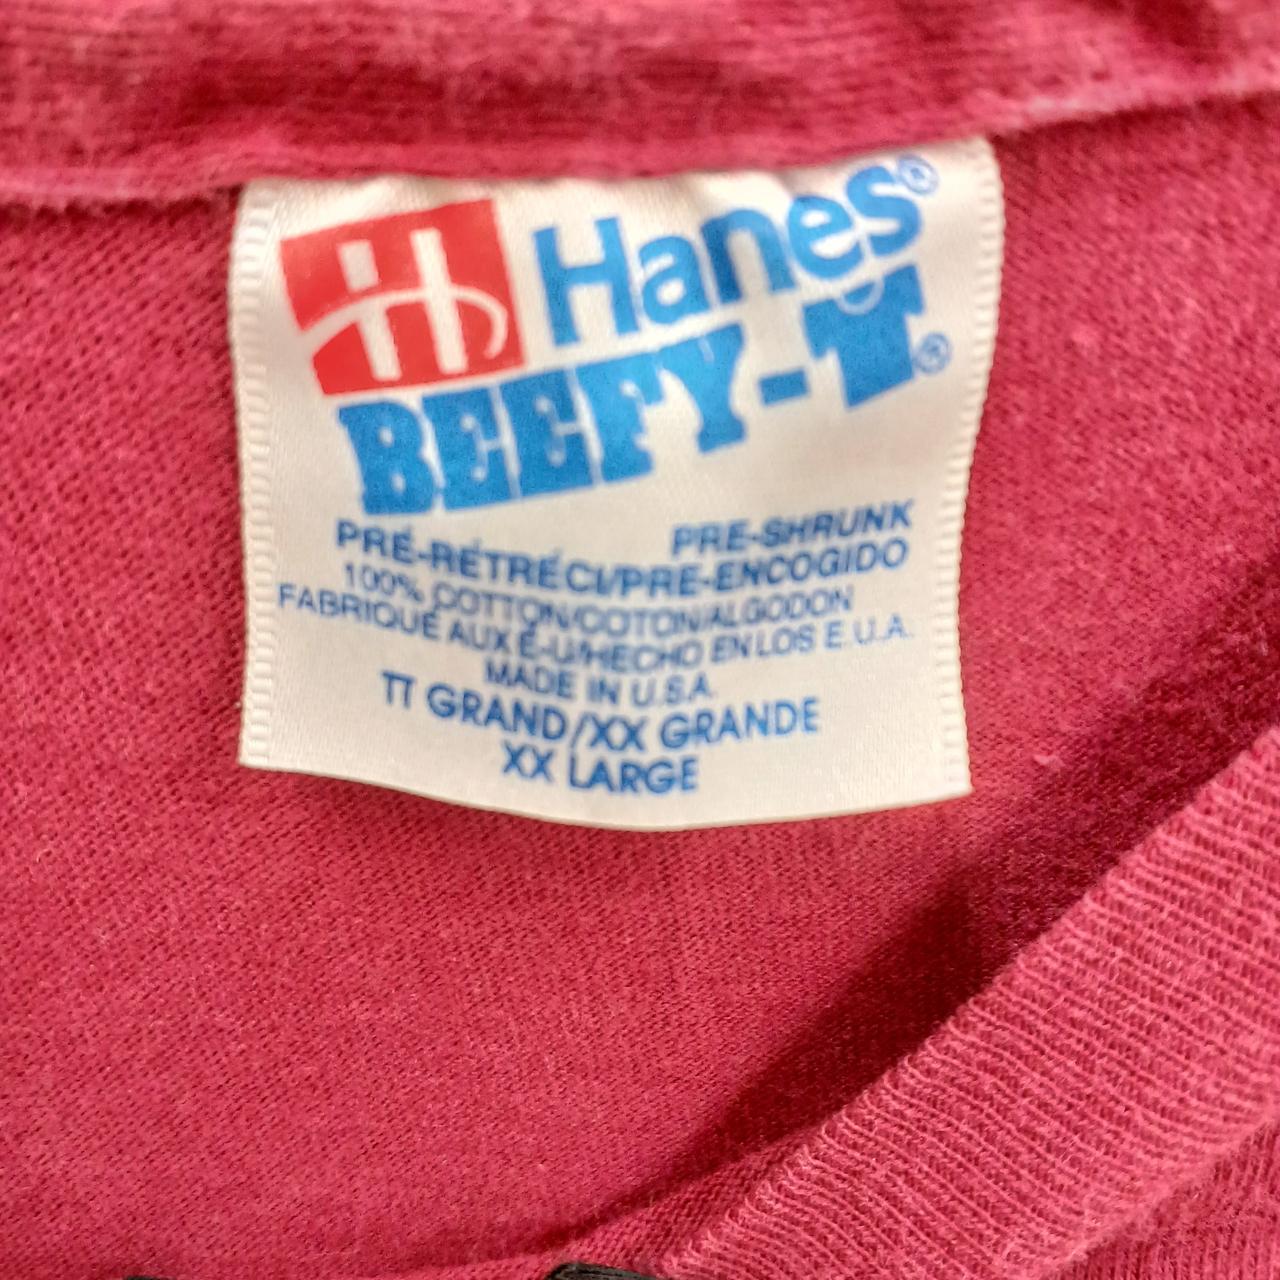 Hanes®
BEEFY-T®
PRE-SHRUNK
PRÉ-RÉTRÉCI/PRE-ENCOGIDO
100% COTTON/COTON/ALGODON
FABRIQUÉ AUX É-U/HECHO EN LOS E.U.A.
MADE IN U.S.A.
TT GRAND/XX GRANDE
XX LARGE